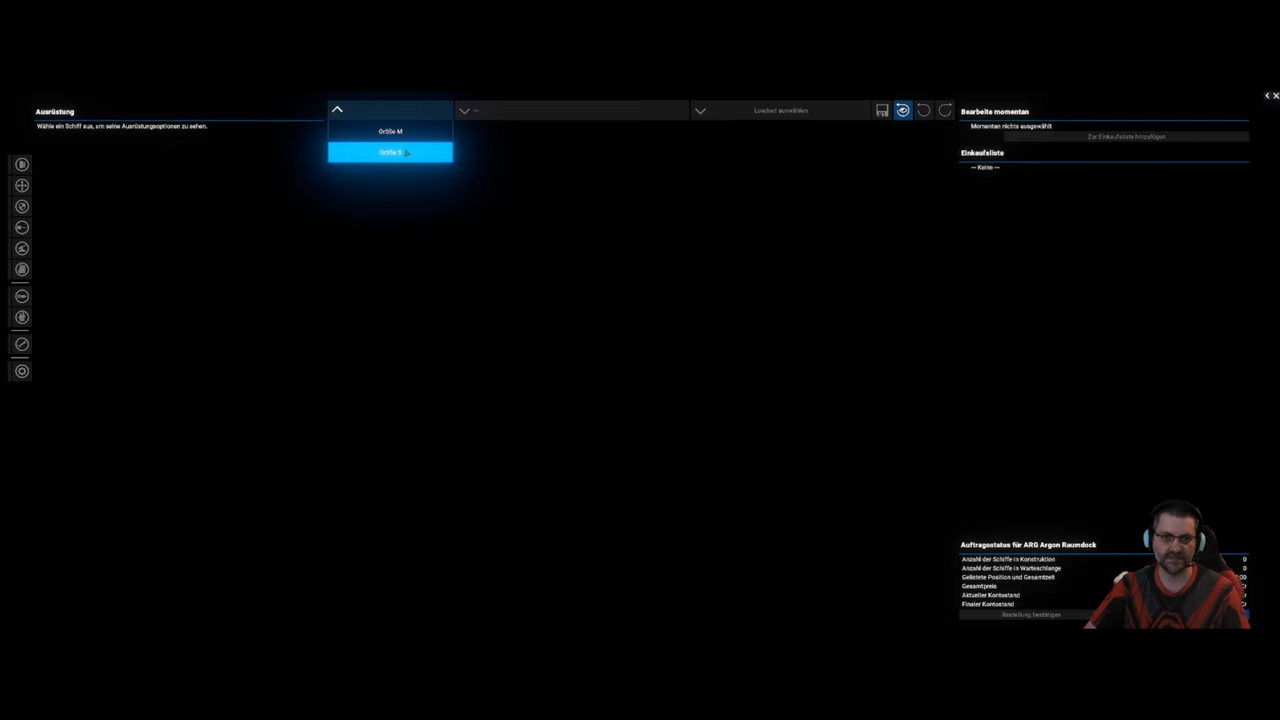 Ausrüstung
Wähle ein Schiff aus, um seine Ausrüstungsoptionen zu sehen.
Größe M
Größe S
--
Loadout auswählen
Bearbeite momentan
Momentan nichts ausgewählt
Zur Einkaufsliste hinzufügen
Einkaufsliste
-- Keine --
Auftragsstatus für ARG Argon Raumdock
Anzahl der Schiffe in Konstruktion 0
Anzahl der Schiffe in Warteschlange 0
Gelistete Position und Gesamtzeit
Gesamtpreis
Aktueller Kontostand
Finaler Kontostand
Bestellung bestätigen